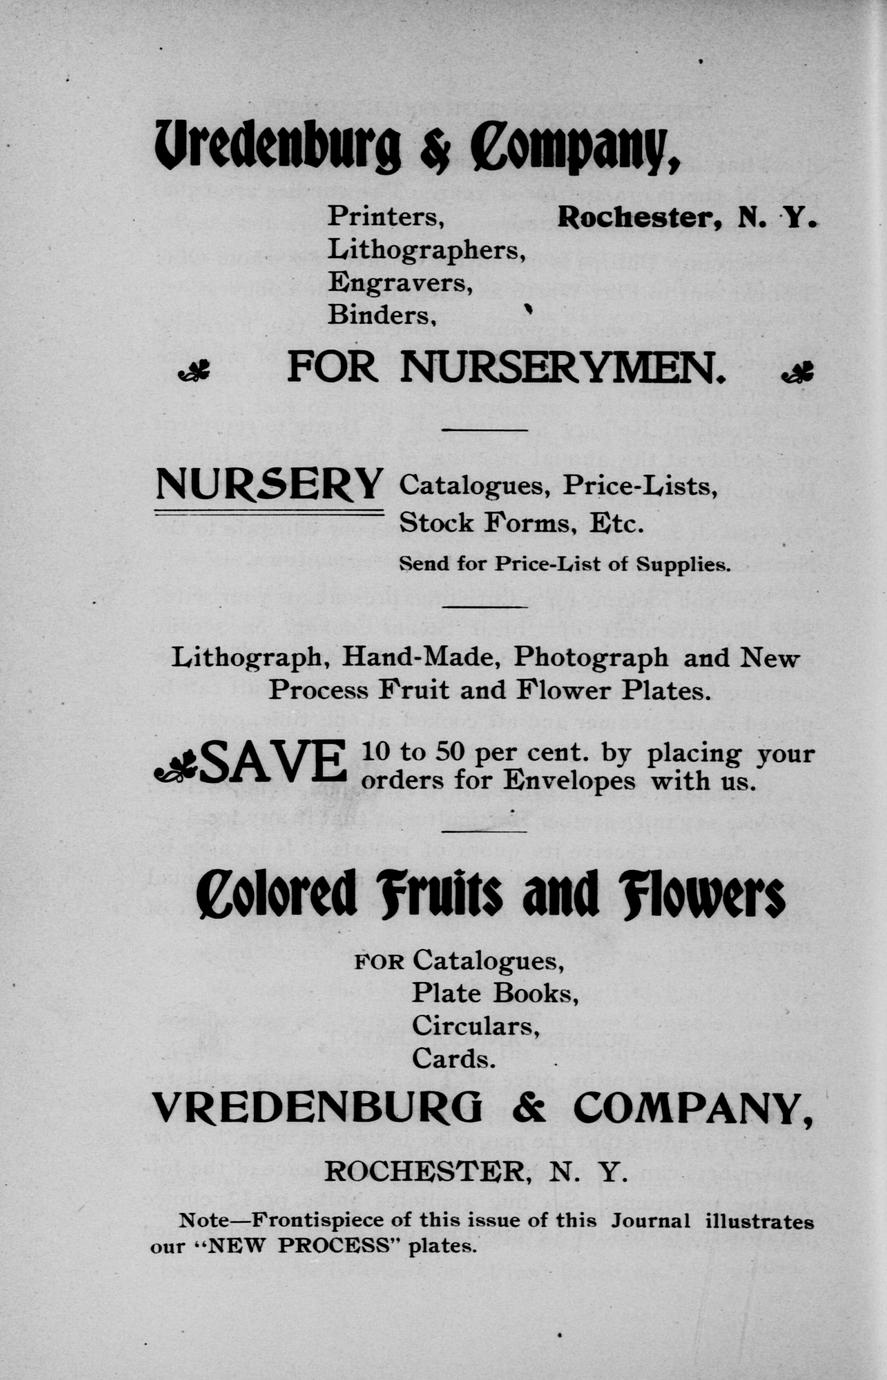 Vredenburg & Company,
Printers, Rochester, N. Y.
Lithographers,
Engravers,
Binders,
FOR NURSERYMEN.
NURSERY Catalogues, Price-Lists,
Stock Forms, Etc.
Send for Price-List of Supplies.
Lithograph, Hand-Made, Photograph and New
Process Fruit and Flower Plates.
SAVE 10 to 50 per cent. by placing your
orders for Envelopes with us.
Colored Fruits and Flowers
FOR Catalogues,
Plate Books,
Circulars,
Cards.
VREDENBURG & COMPANY,
ROCHESTER, N. Y.
Note—Frontispiece of this issue of this Journal illustrates
our "NEW PROCESS" plates.